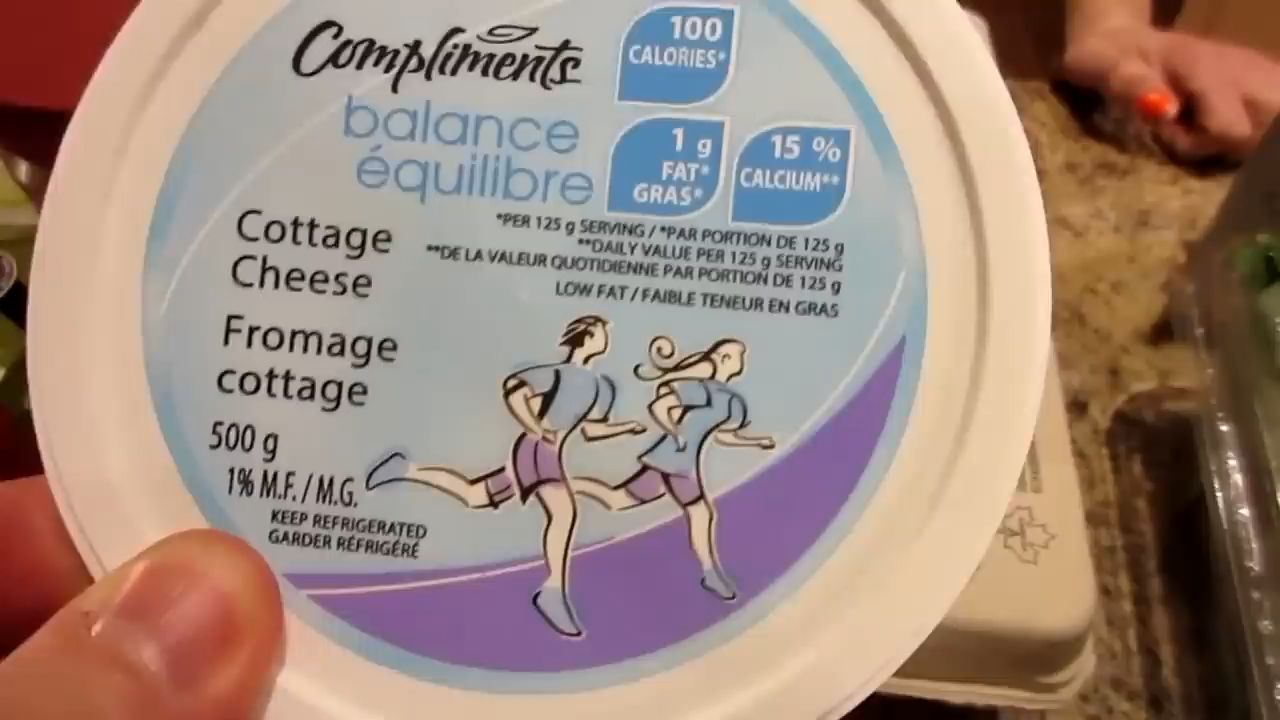 Compliments
balance
équilibre
100
CALORIES*
1 g
FAT*
GRAS*
15 %
CALCIUM**
*PER 125 g SERVING / *PAR PORTION DE 125 g
**DAILY VALUE PER 125 g SERVING
**DE LA VALEUR QUOTIDIENNE PAR PORTION DE 125 g
LOW FAT / FAIBLE TENEUR EN GRAS
Cottage
Cheese
Fromage
cottage
500 g
1% M.F. / M.G.
KEEP REFRIGERATED
GARDER RÉFRIGÉRÉ